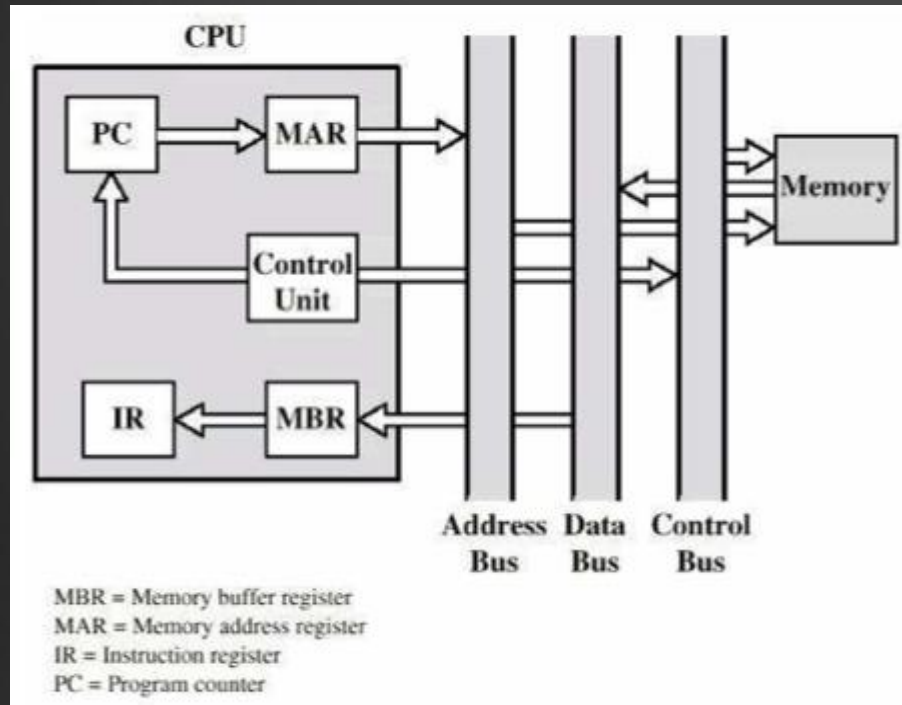 CPU
PC
MAR
Memory
Control
Unit
IR
MBR
Address Data Control
Bus Bus Bus
MBR = Memory buffer register
MAR = Memory address register
IR = Instruction register
PC = Program counter